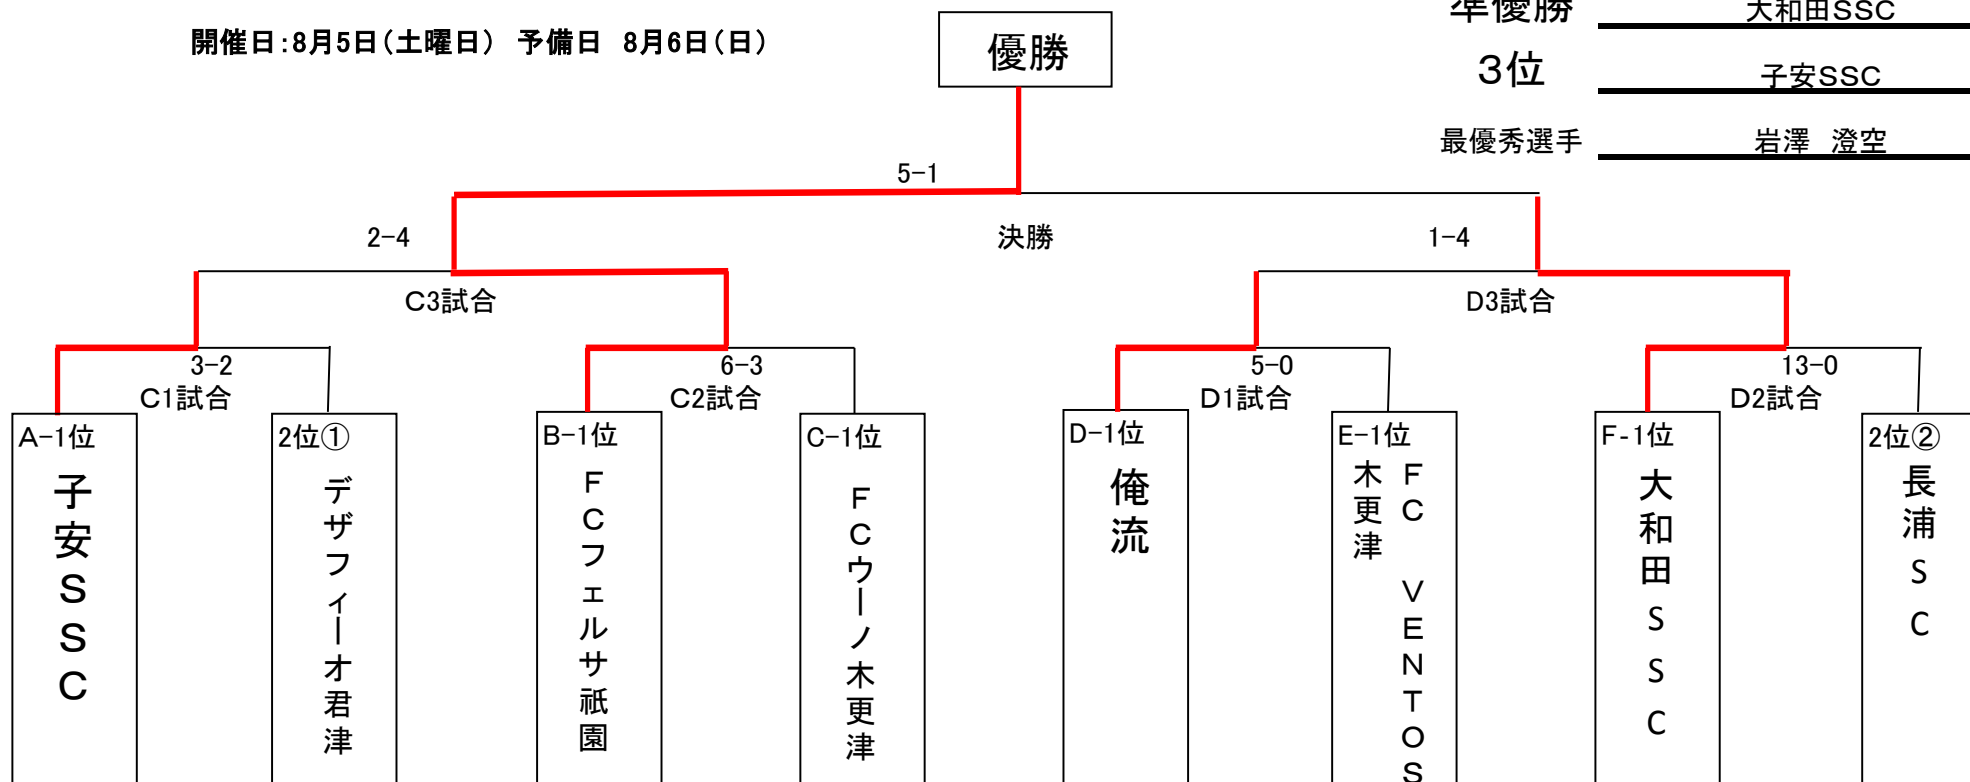 準優勝 大和田SSC
開催日:8月5日(土曜日) 予備日 8月6日(日)
優勝
3位 子安SSC
最優秀選手 岩澤 澄空
5-1
2-4
決勝
1-4
C3試合
D3試合
3-2
6-3
5-0
13-0
C1試合
C2試合
D1試合
D2試合
A-1位
子安SSC
2位①
デザフィーオ君津
B-1位
FCフェルサ祇園
C-1位
FCウーノ木更津
D-1位
俺流
E-1位
FC VENTOS
木更津
F-1位
大和田SSC
2位②
長浦SC